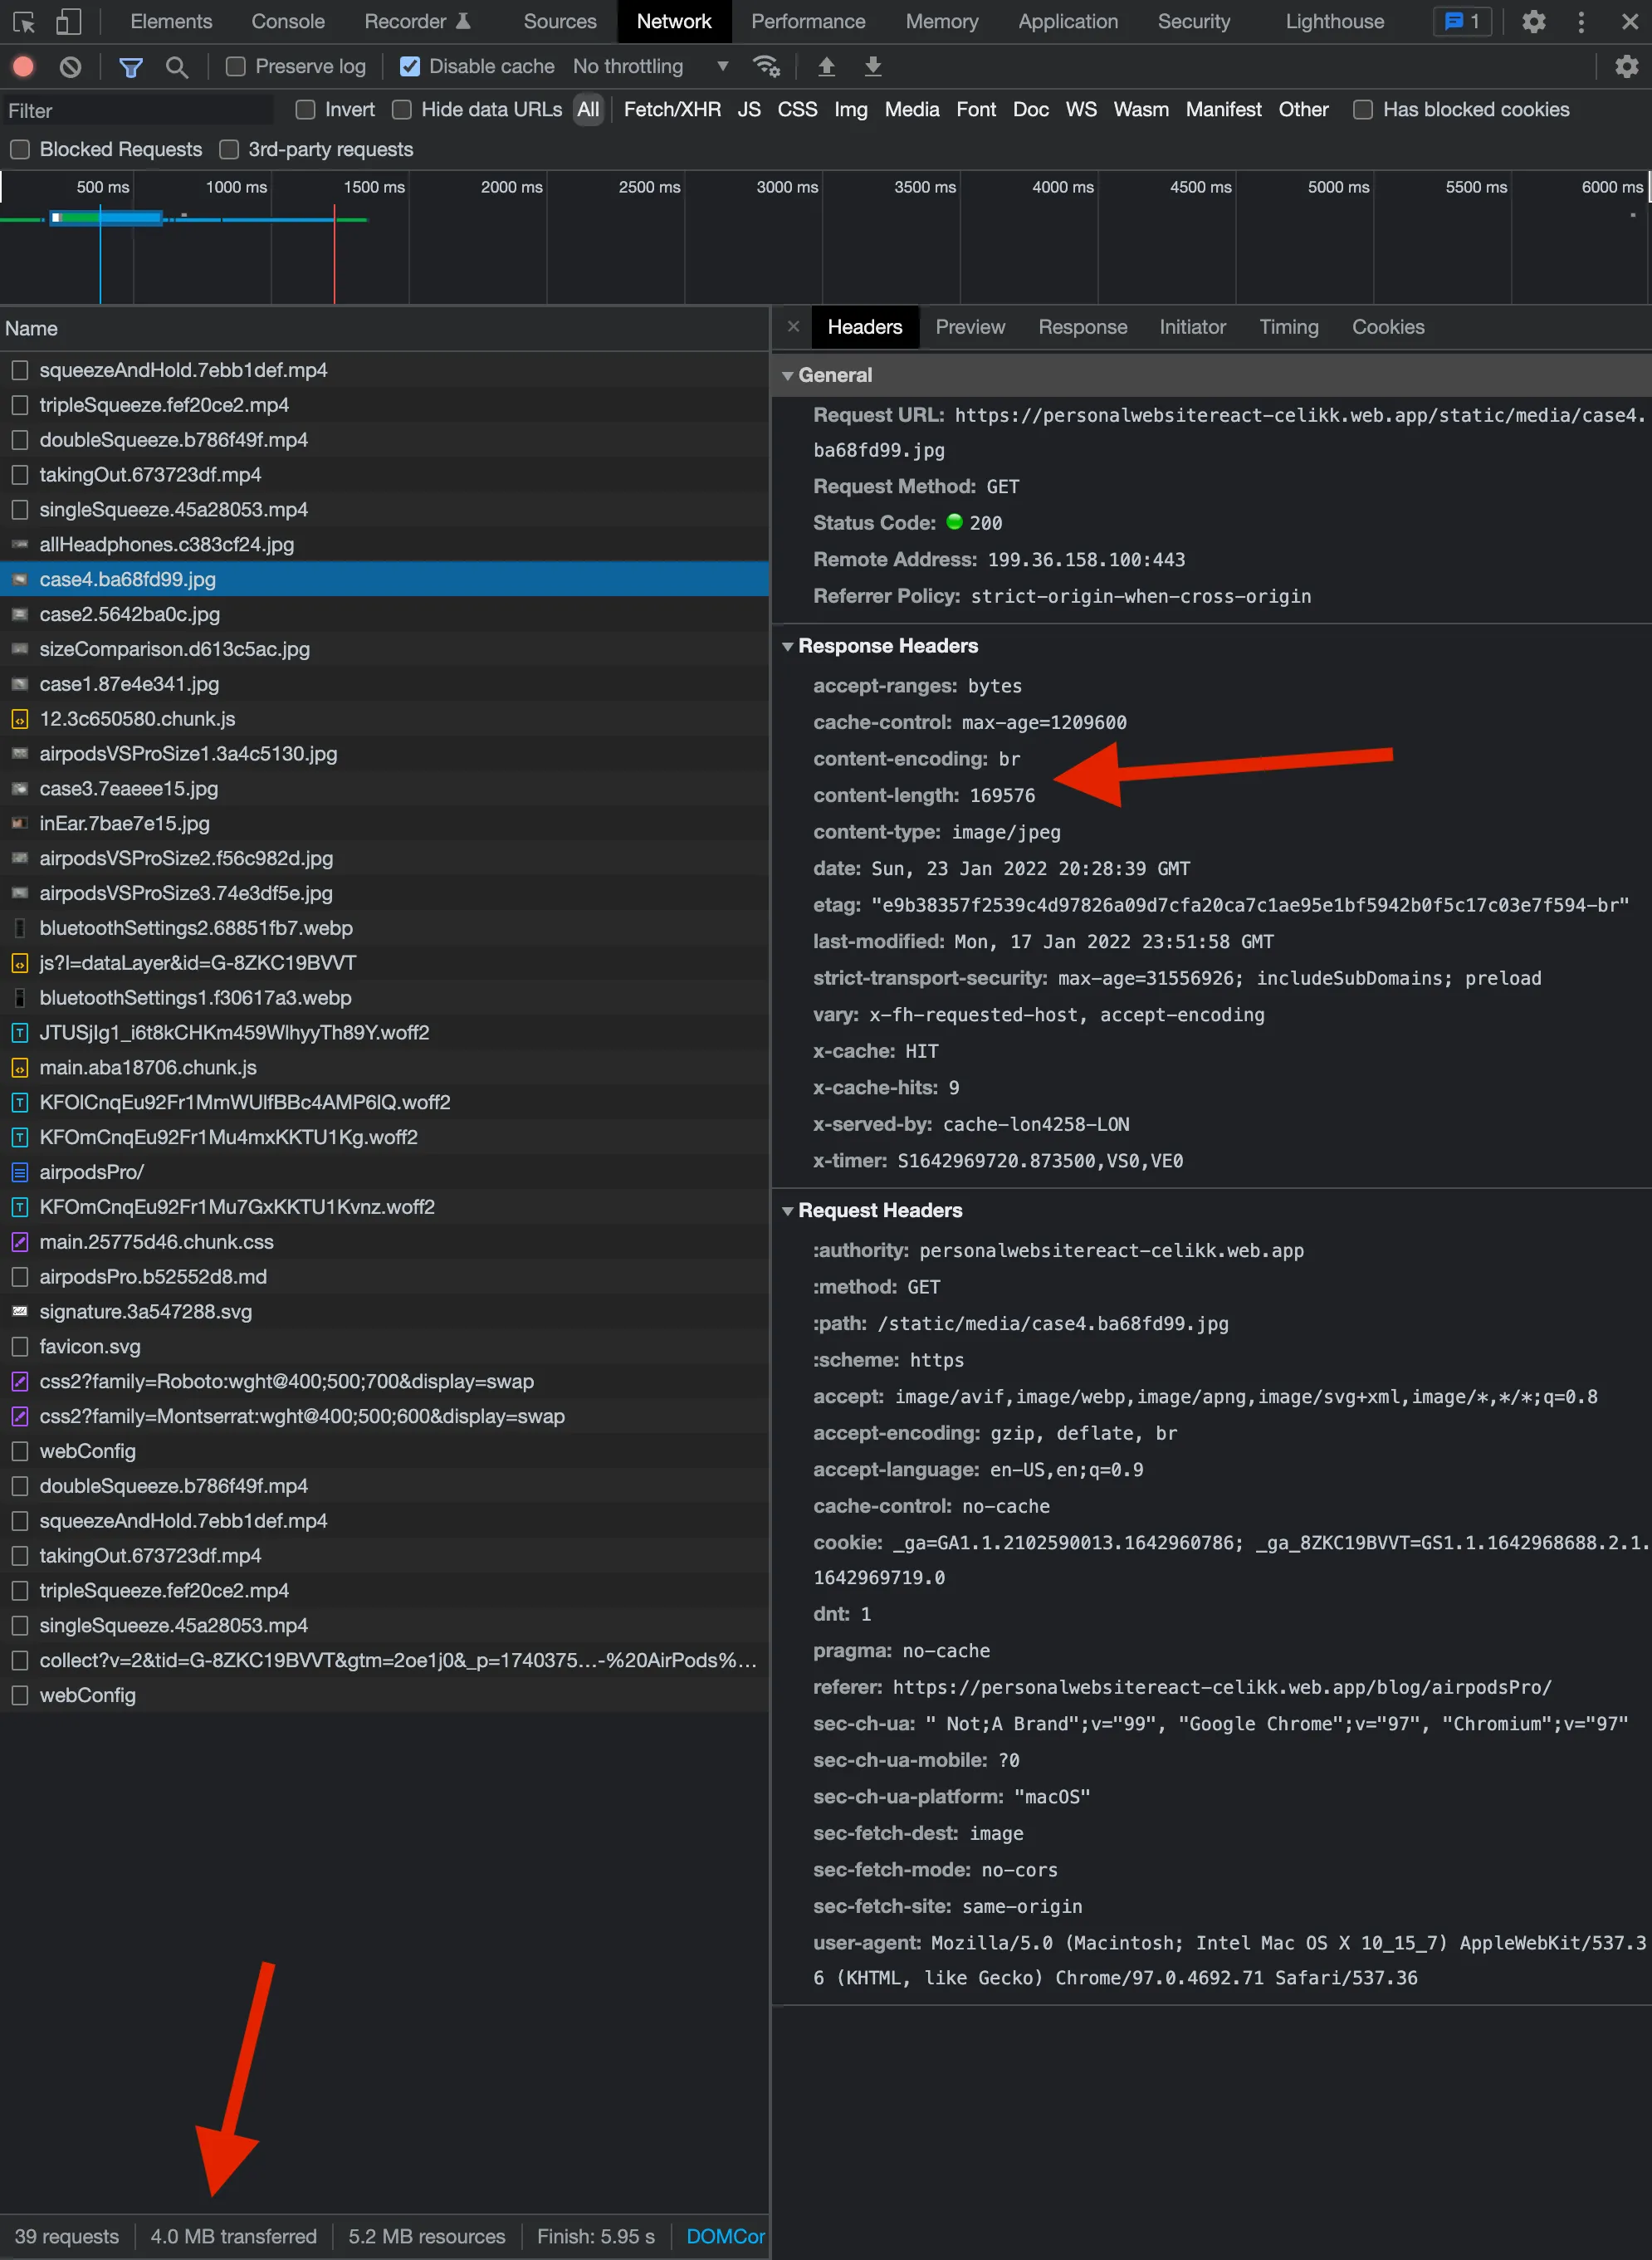 Elements Console Recorder Sources Network Performance Memory Application Security Lighthouse 1
Preserve log Disable cache No throttling
Filter Invert Hide data URLs All Fetch/XHR JS CSS Img Media Font Doc WS Wasm Manifest Other Has blocked cookies
Blocked Requests 3rd-party requests
500 ms 1000 ms 1500 ms 2000 ms 2500 ms 3000 ms 3500 ms 4000 ms 4500 ms 5000 ms 5500 ms 6000 ms
Name
squeezeAndHold.7ebb1def.mp4
tripleSqueeze.fef20ce2.mp4
doubleSqueeze.b786f49f.mp4
takingOut.673723df.mp4
singleSqueeze.45a28053.mp4
allHeadphones.c383cf24.jpg
case4.ba68fd99.jpg
case2.5642ba0c.jpg
sizeComparison.d613c5ac.jpg
case1.87e4e341.jpg
12.3c650580.chunk.js
airpodsVSProSize1.3a4c5130.jpg
case3.7eaeee15.jpg
inEar.7bae7e15.jpg
airpodsVSProSize2.f56c982d.jpg
airpodsVSProSize3.74e3df5e.jpg
bluetoothSettings2.68851fb7.webp
js?l=dataLayer&id=G-8ZKC19BVVT
bluetoothSettings1.f30617a3.webp
JTUSjIg1_i6t8kCHKm459WlhyyTh89Y.woff2
main.aba18706.chunk.js
KFOlCnqEu92Fr1MmWUlfBBc4AMP6lQ.woff2
KFOmCnqEu92Fr1Mu4mxKKTU1Kg.woff2
airpodsPro/
KFOmCnqEu92Fr1Mu7GxKKTU1Kvnz.woff2
main.25775d46.chunk.css
airpodsPro.b52552d8.md
signature.3a547288.svg
favicon.svg
css2?family=Roboto:wght@400;500;700&display=swap
css2?family=Montserrat:wght@400;500;600&display=swap
webConfig
doubleSqueeze.b786f49f.mp4
squeezeAndHold.7ebb1def.mp4
takingOut.673723df.mp4
tripleSqueeze.fef20ce2.mp4
singleSqueeze.45a28053.mp4
collect?v=2&tid=G-8ZKC19BVVT&gtm=2oe1j0&_p=1740375...-%20AirPods%...
webConfig
39 requests 4.0 MB transferred 5.2 MB resources Finish: 5.95 s DOMCor
Headers Preview Response Initiator Timing Cookies
General
Request URL: https://personalwebsitereact-celikk.web.app/static/media/case4.
ba68fd99.jpg
Request Method: GET
Status Code: 200
Remote Address: 199.36.158.100:443
Referrer Policy: strict-origin-when-cross-origin
Response Headers
accept-ranges: bytes
cache-control: max-age=1209600
content-encoding: br
content-length: 169576
content-type: image/jpeg
date: Sun, 23 Jan 2022 20:28:39 GMT
etag: "e9b38357f2539c4d97826a09d7cfa20ca7c1ae95e1bf5942b0f5c17c03e7f594-br"
last-modified: Mon, 17 Jan 2022 23:51:58 GMT
strict-transport-security: max-age=31556926; includeSubDomains; preload
vary: x-fh-requested-host, accept-encoding
x-cache: HIT
x-cache-hits: 9
x-served-by: cache-lon4258-LON
x-timer: S1642969720.873500,VS0,VE0
Request Headers
:authority: personalwebsitereact-celikk.web.app
:method: GET
:path: /static/media/case4.ba68fd99.jpg
:scheme: https
accept: image/avif,image/webp,image/apng,image/svg+xml,image/*,*/*;q=0.8
accept-encoding: gzip, deflate, br
accept-language: en-US,en;q=0.9
cache-control: no-cache
cookie: _ga=GA1.1.2102590013.1642960786; _ga_8ZKC19BVVT=GS1.1.1642968688.2.1.
1642969719.0
dnt: 1
pragma: no-cache
referer: https://personalwebsitereact-celikk.web.app/blog/airpodsPro/
sec-ch-ua: " Not;A Brand";v="99", "Google Chrome";v="97", "Chromium";v="97"
sec-ch-ua-mobile: ?0
sec-ch-ua-platform: "macOS"
sec-fetch-dest: image
sec-fetch-mode: no-cors
sec-fetch-site: same-origin
user-agent: Mozilla/5.0 (Macintosh; Intel Mac OS X 10_15_7) AppleWebKit/537.3
6 (KHTML, like Gecko) Chrome/97.0.4692.71 Safari/537.36